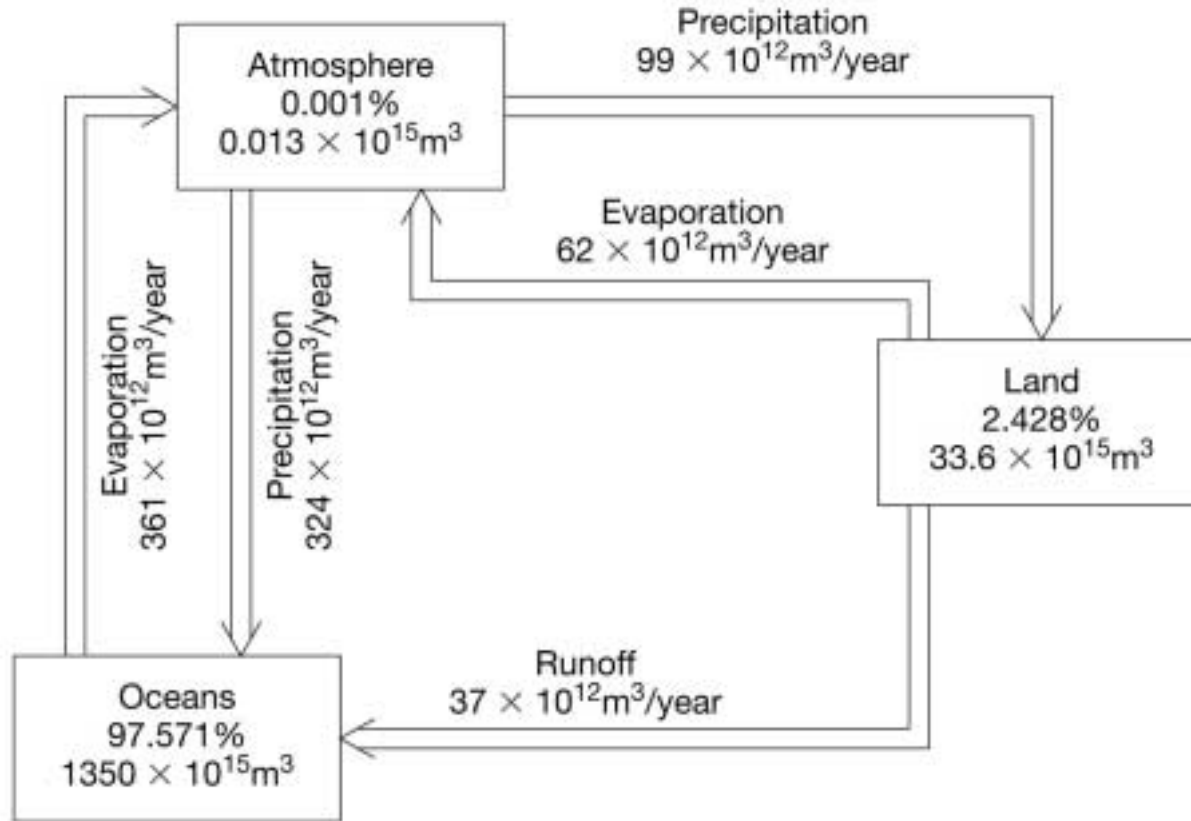 Precipitation
99 × 10¹²m³/year
Atmosphere
0.001%
0.013 × 10¹⁵m³
Evaporation
62 × 10¹²m³/year
Evaporation
361 × 10¹²m³/year
Precipitation
324 × 10¹²m³/year
Land
2.428%
33.6 × 10¹⁵m³
Runoff
37 × 10¹²m³/year
Oceans
97.571%
1350 × 10¹⁵m³